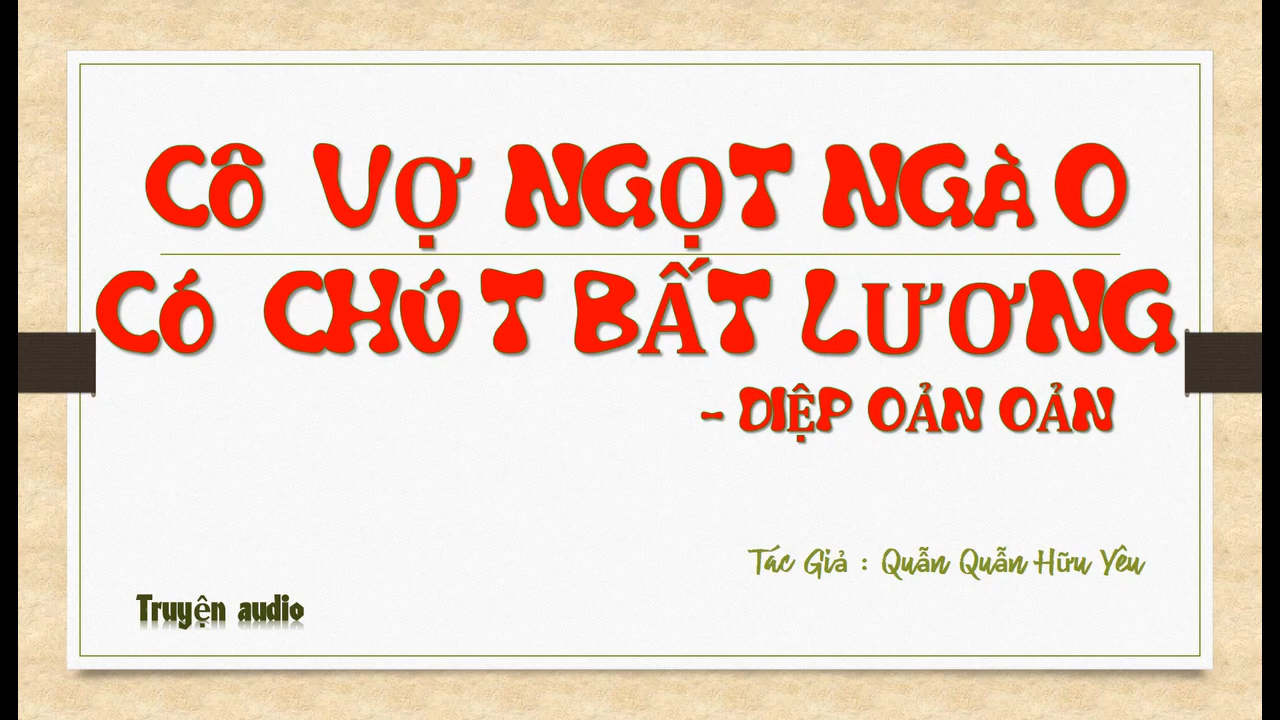 CÔ VỢ NGỌT NGÀO
CÓ CHÚT BẤT LƯƠNG
- DIỆP OẢN OẢN
Tác Giả : Quẫn Quẫn Hữu Yêu
Truyện audio